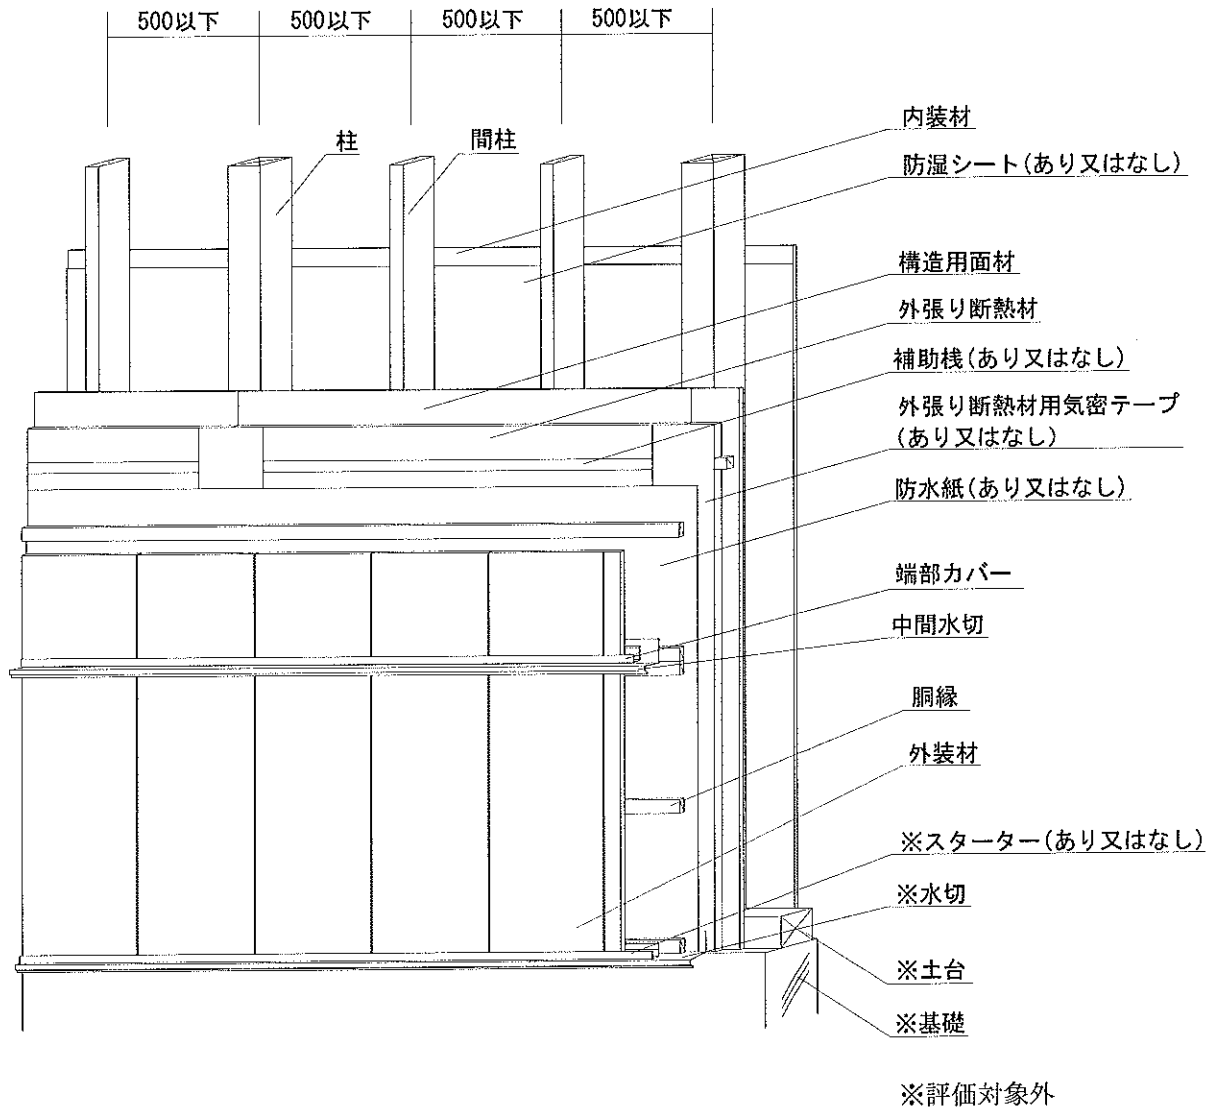 500以下 500以下 500以下 500以下
柱
間柱
内装材
防湿シート(あり又はなし)
構造用面材
外張り断熱材
補助桟(あり又はなし)
外張り断熱材用気密テープ
(あり又はなし)
防水紙(あり又はなし)
端部カバー
中間水切
胴縁
外装材
※スターター(あり又はなし)
※水切
※土台
※基礎
※評価対象外